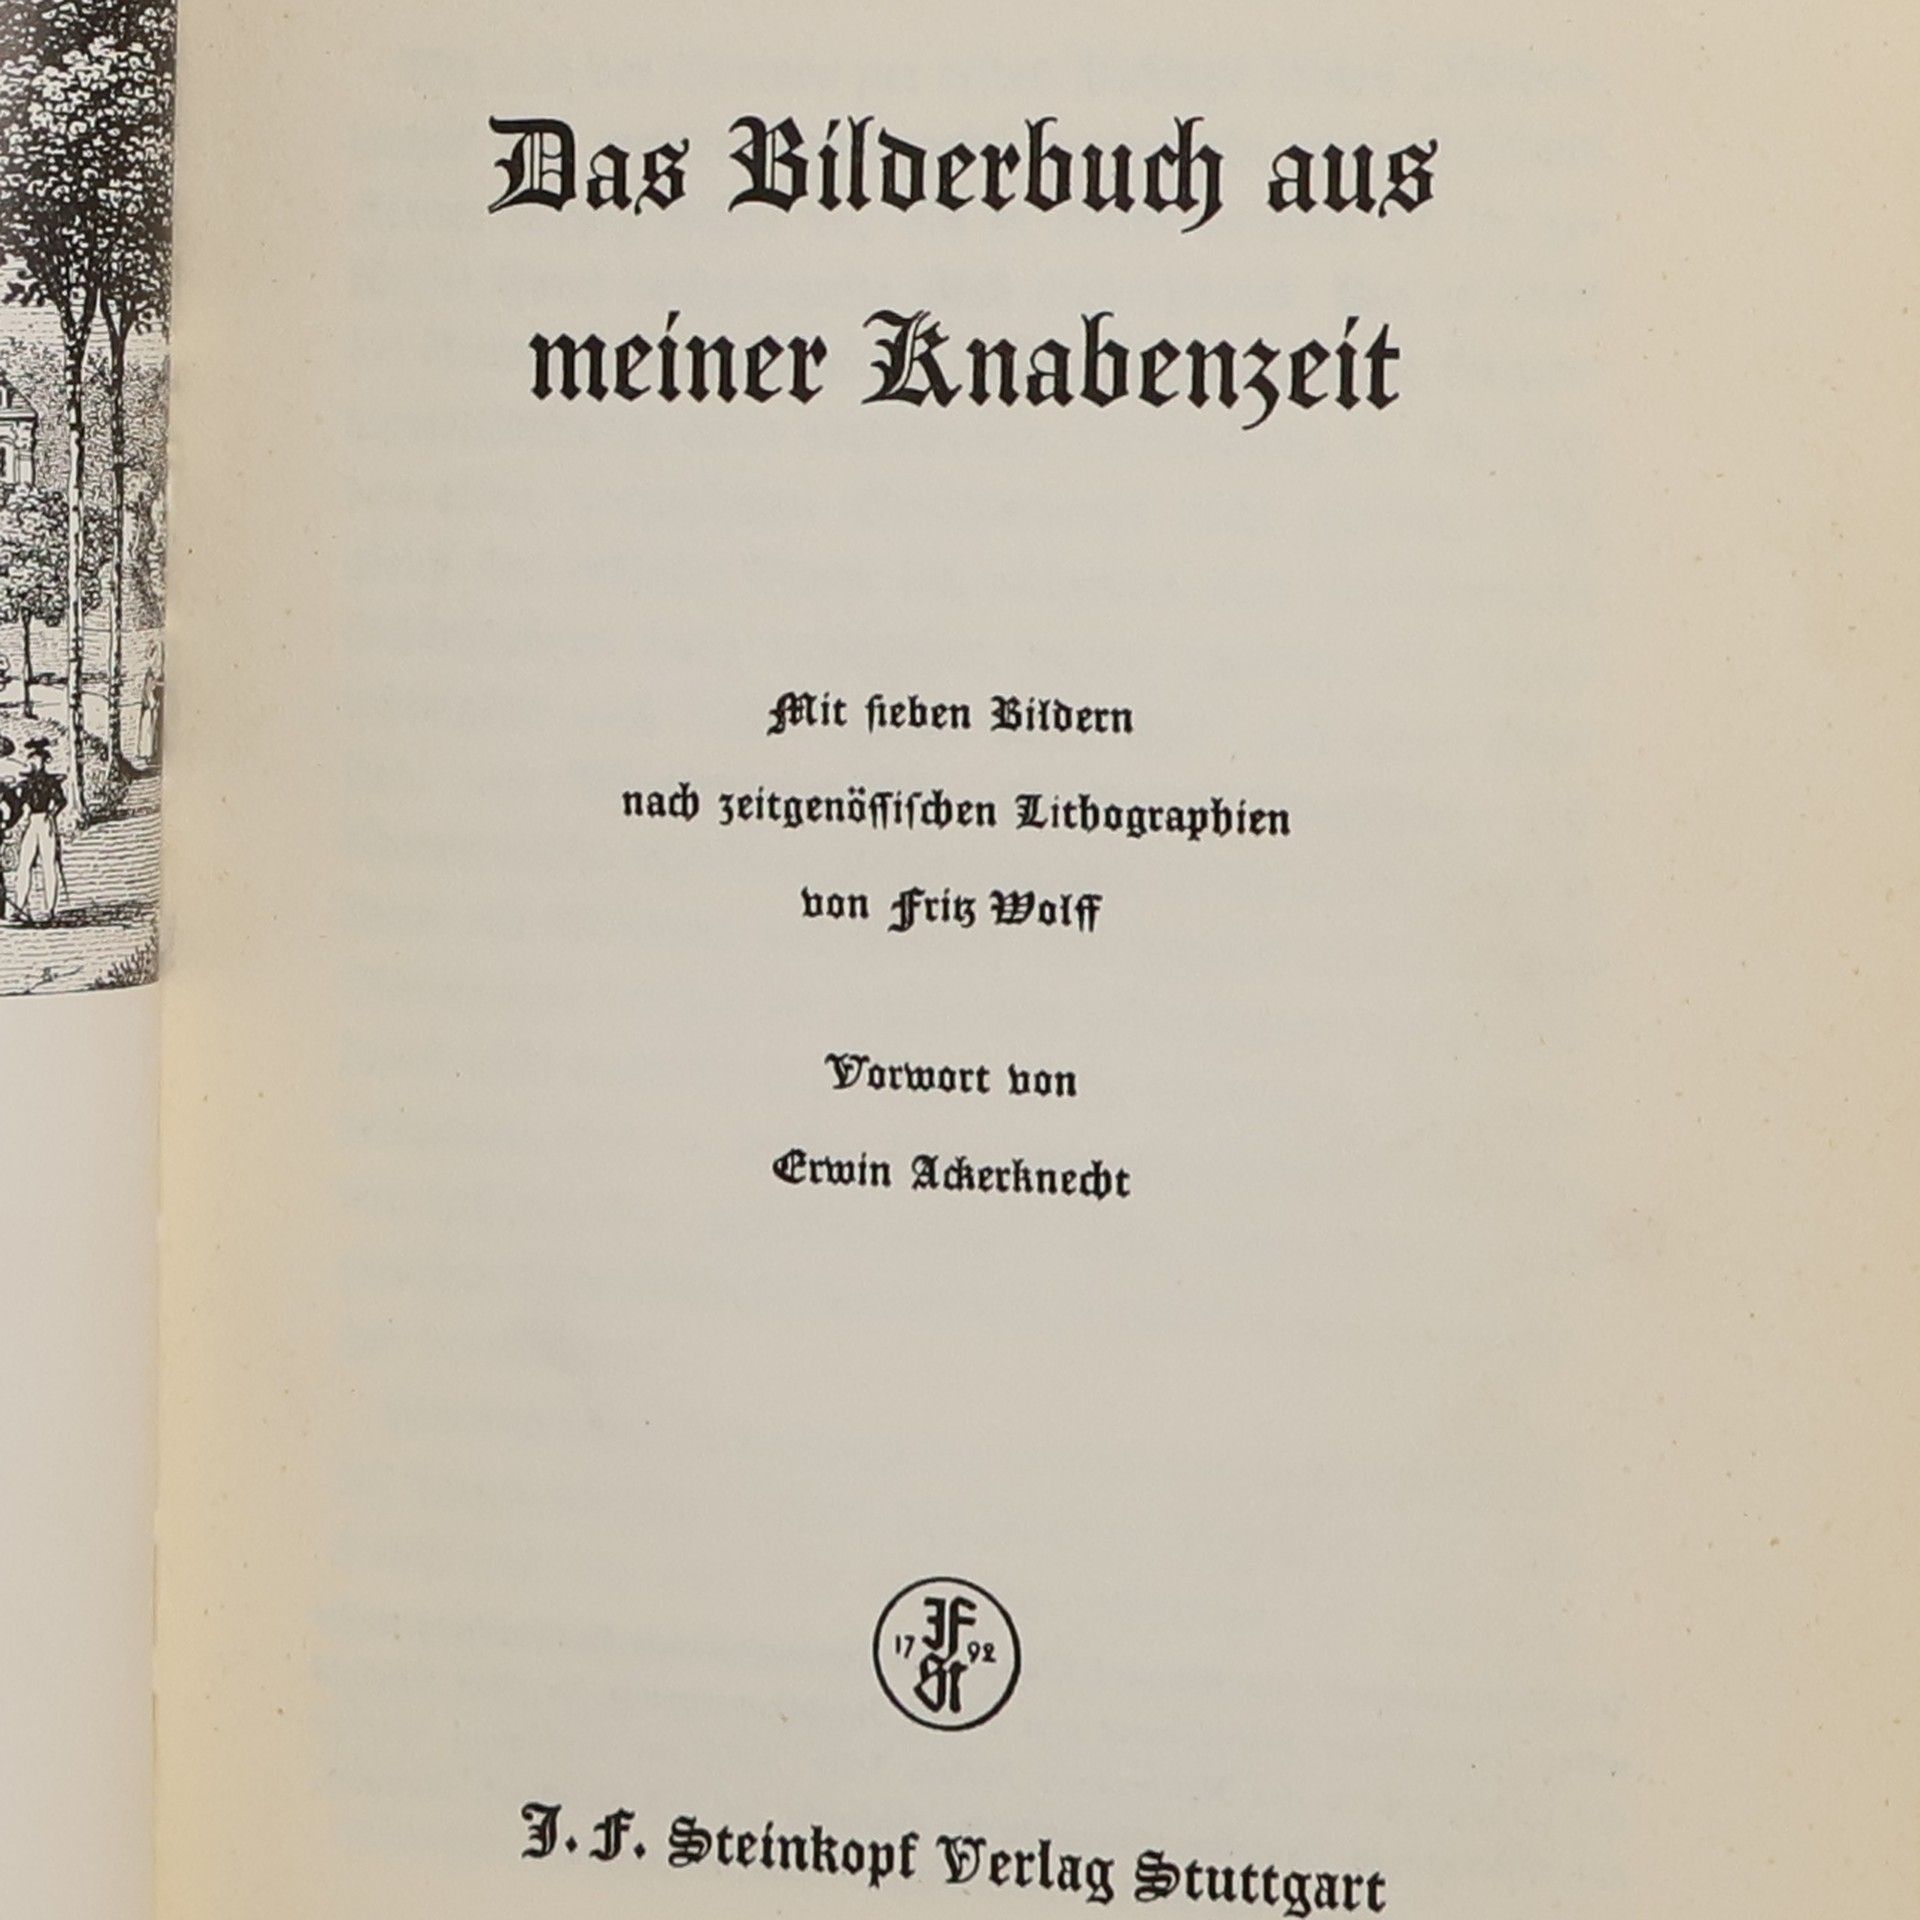 Das Bilderbuch aus
meiner Knabenzeit
Mit ſieben Bildern
nach zeitgenöſſiſchen Lithographien
von Fritz Wolff
Vorwort von
Erwin Ackerknecht
JF
17 92
St
J. F. Steinkopf Verlag Stuttgart